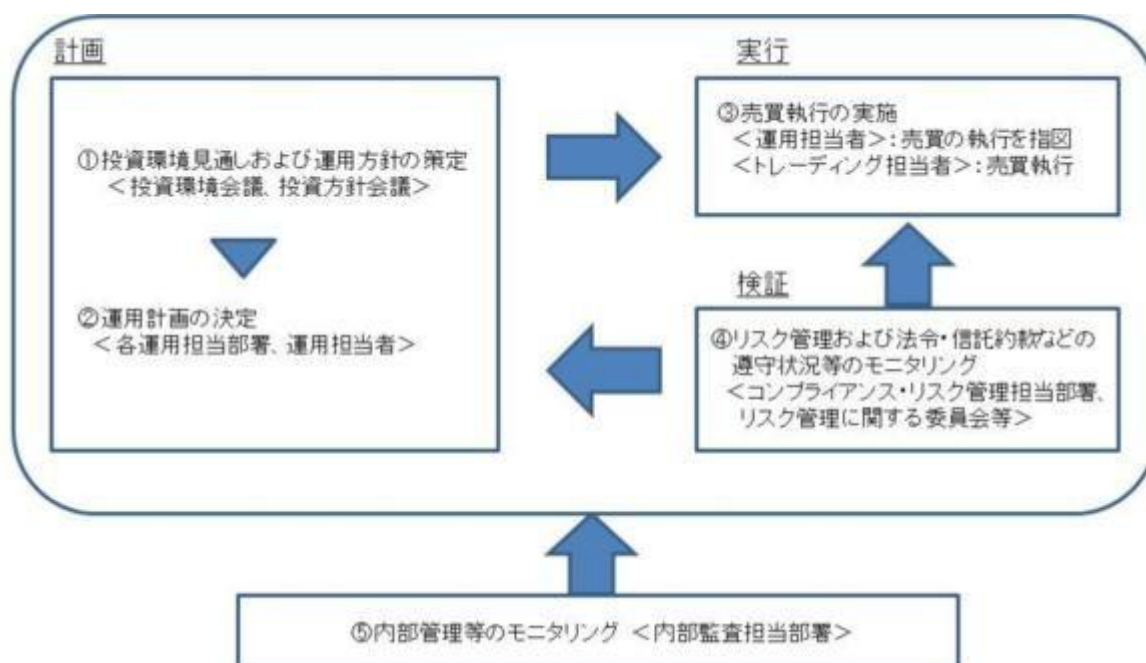 計画
①投資環境見通しおよび運用方針の策定
＜投資環境会議、投資方針会議＞
②運用計画の決定
＜各運用担当部署、運用担当者＞
実行
③売買執行の実施
＜運用担当者＞：売買の執行を指図
＜トレーディング担当者＞：売買執行
検証
④リスク管理および法令・信託約款などの
遵守状況等のモニタリング
＜コンプライアンス・リスク管理担当部署、
リスク管理に関する委員会等＞
⑤内部管理等のモニタリング ＜内部監査担当部署＞